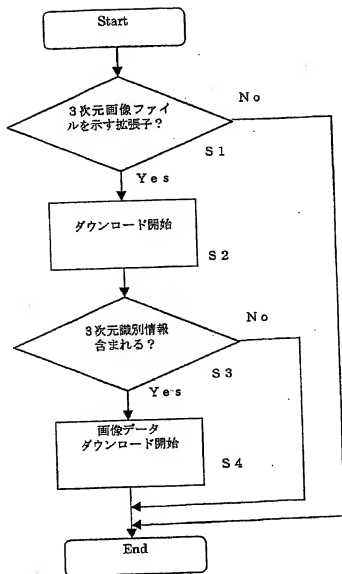 Start
3次元画像ファイ
ルを示す拡張子?
No
S1
Yes
ダウンロード開始
S2
3次元識別情報
含まれる?
No
S3
Yes
画像データ
ダウンロード開始
S4
End